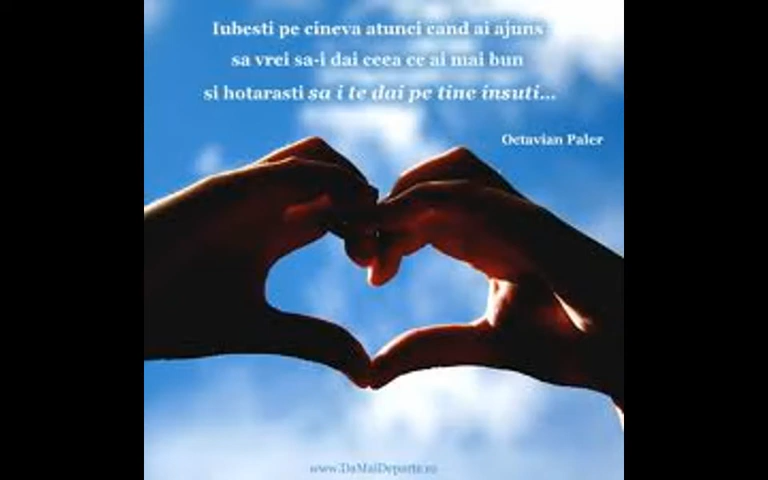 Iubesti pe cineva atunci cand ai ajuns
sa vrei sa-i dai ceea ce ai mai bun
si hotarasti sa i te dai pe tine insuti...
Octavian Paler
www.DaMaiDeparte.ro